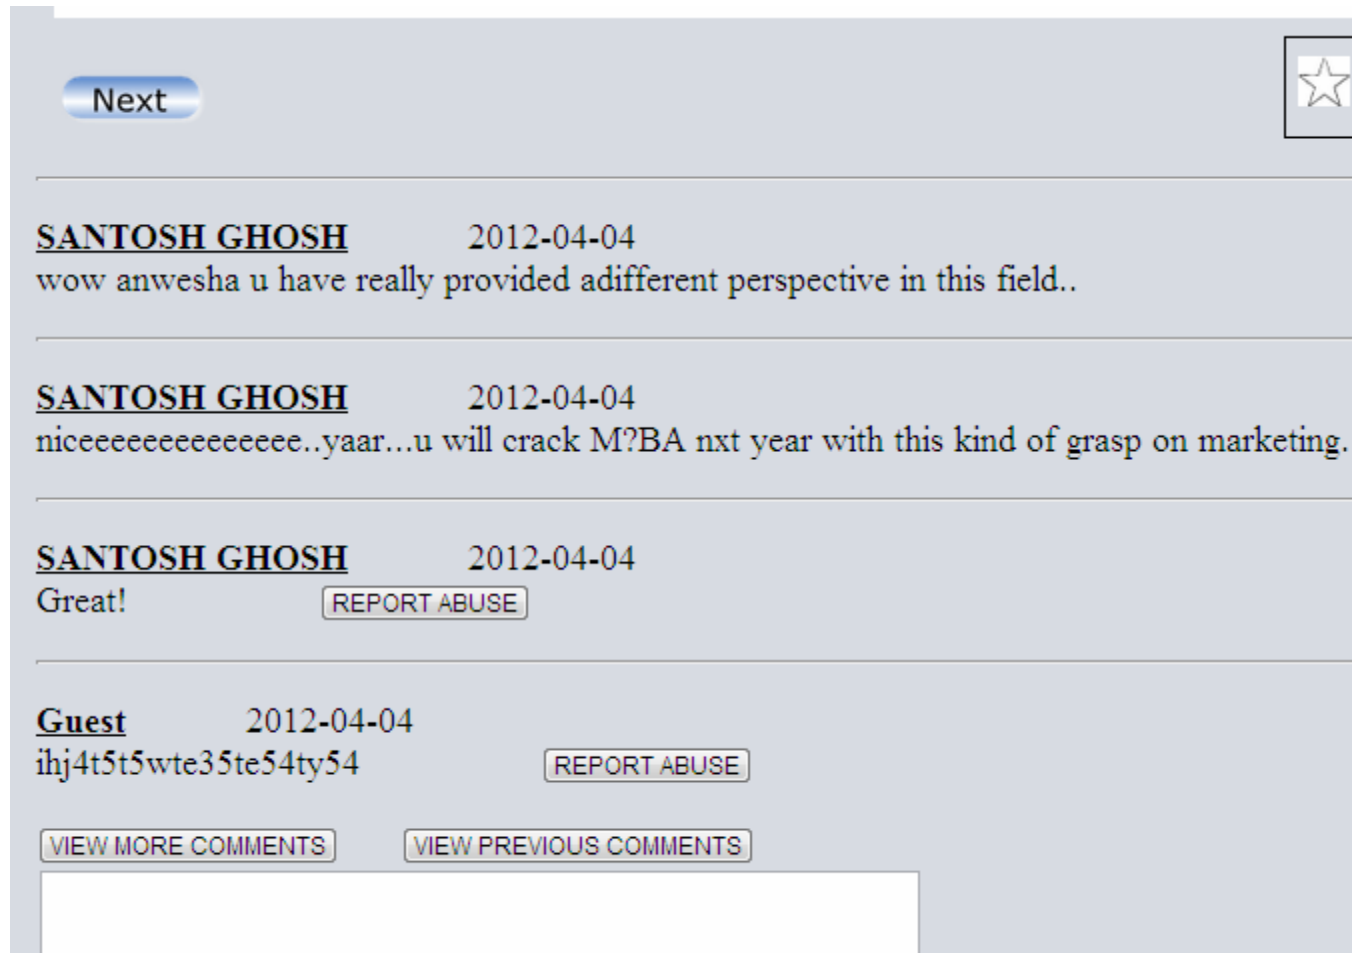 Next
SANTOSH GHOSH 2012-04-04
wow anwesha u have really provided adifferent perspective in this field..
SANTOSH GHOSH 2012-04-04
niceeeeeeeeeeeeeee..yaar...u will crack M?BA nxt year with this kind of grasp on marketing.
SANTOSH GHOSH 2012-04-04
Great! REPORT ABUSE
Guest 2012-04-04
ihj4t5t5wte35te54ty54 REPORT ABUSE
VIEW MORE COMMENTS VIEW PREVIOUS COMMENTS